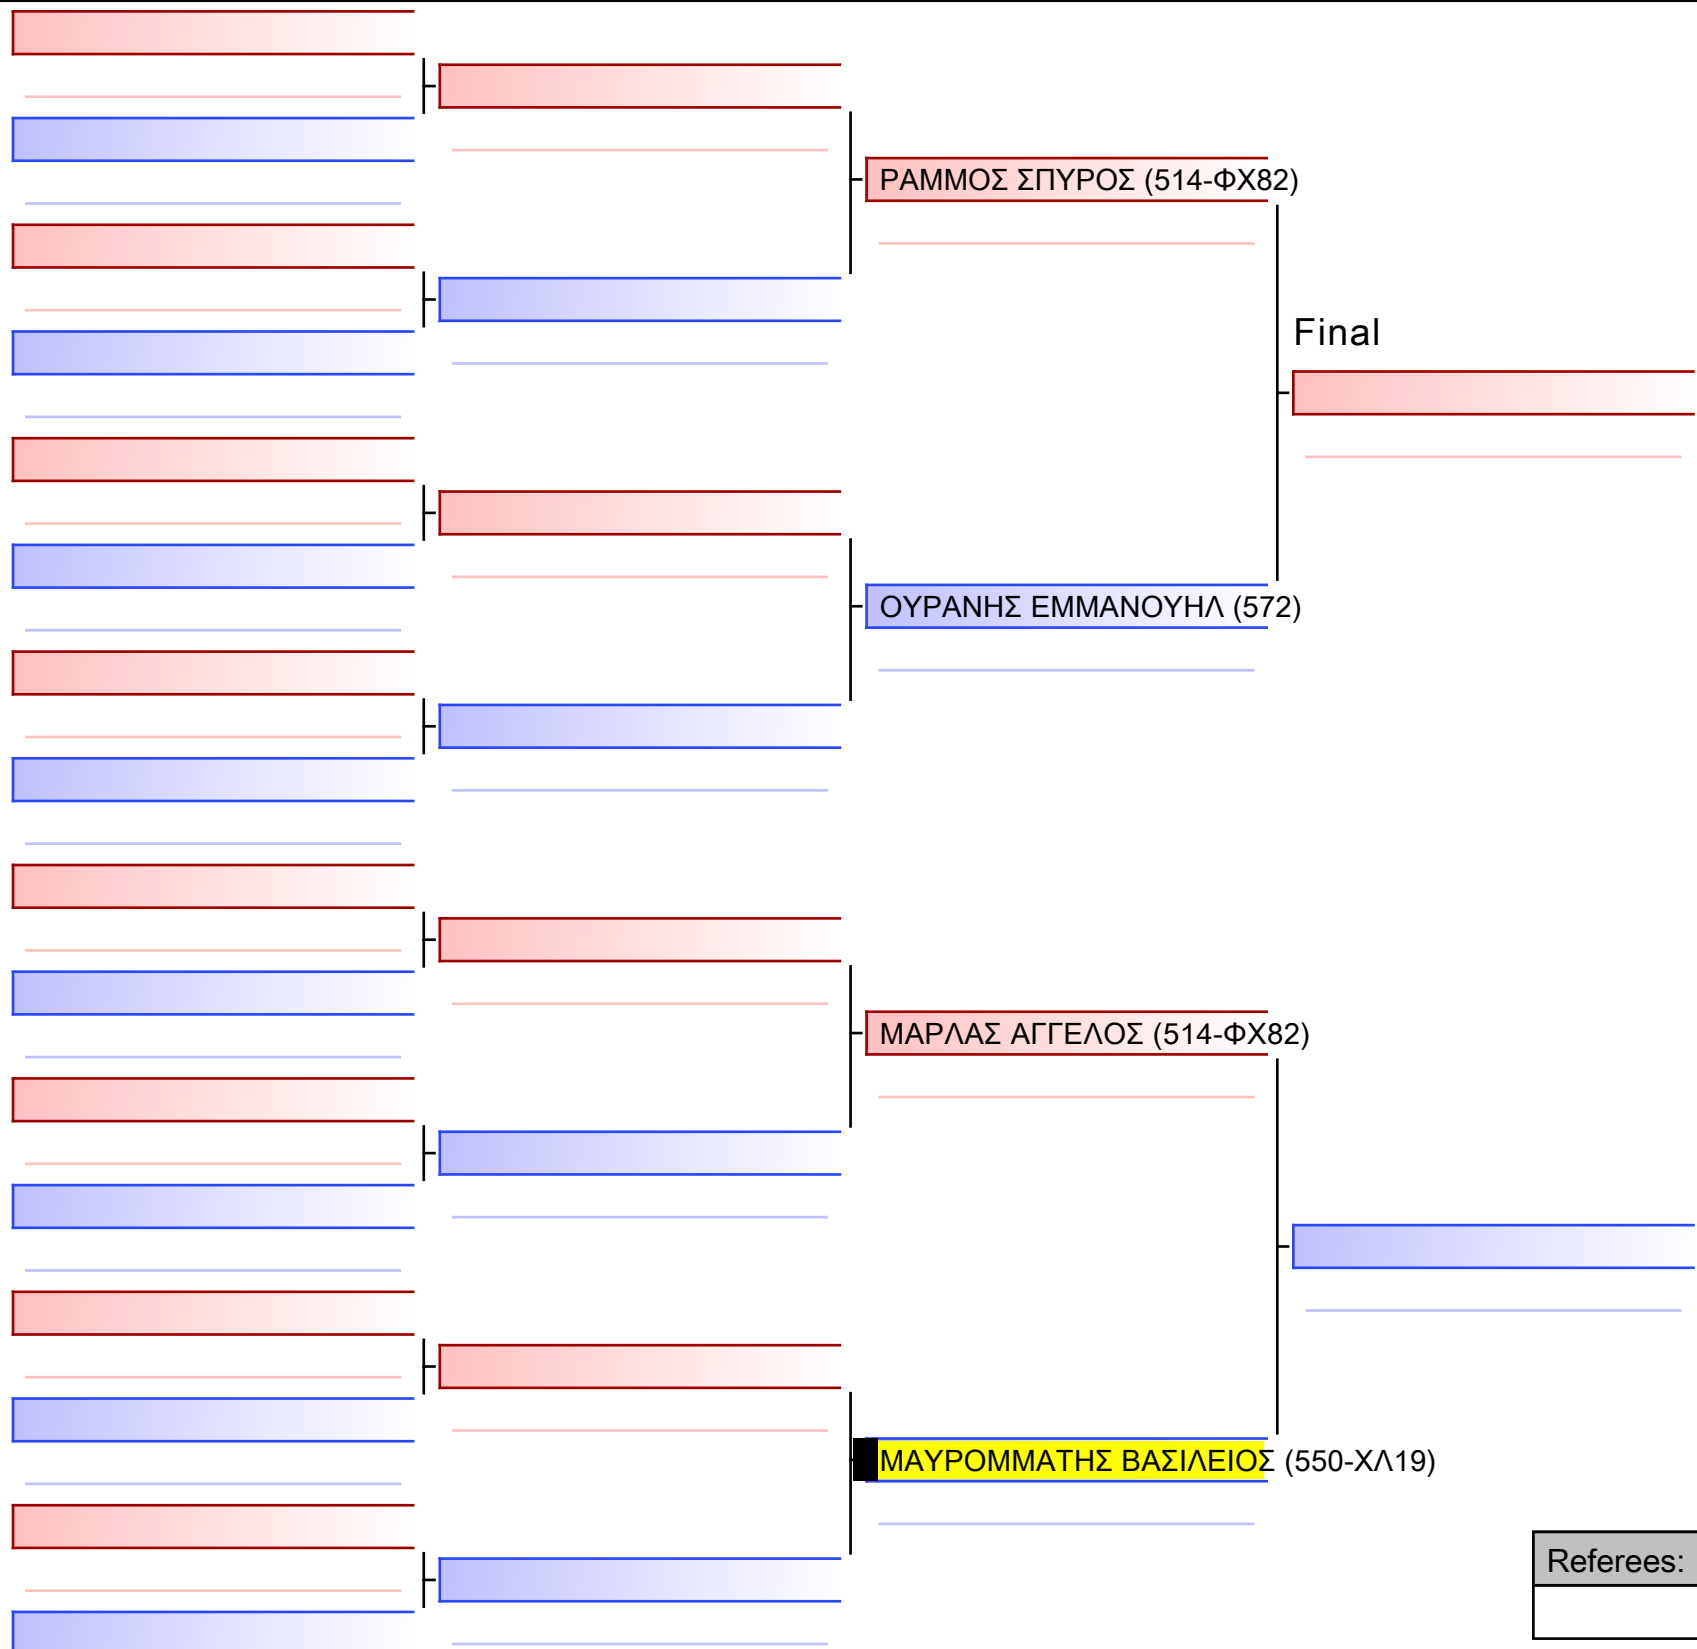 ΡΑΜΜΟΣ ΣΠΥΡΟΣ (514-ΦΧ82)
Final
ΟΥΡΑΝΗΣ ΕΜΜΑΝΟΥΗΛ (572)
ΜΑΡΛΑΣ ΑΓΓΕΛΟΣ (514-ΦΧ82)
ΜΑΥΡΟΜΜΑΤΗΣ ΒΑΣΙΛΕΙΟΣ (550-ΧΛ19)
Referees: